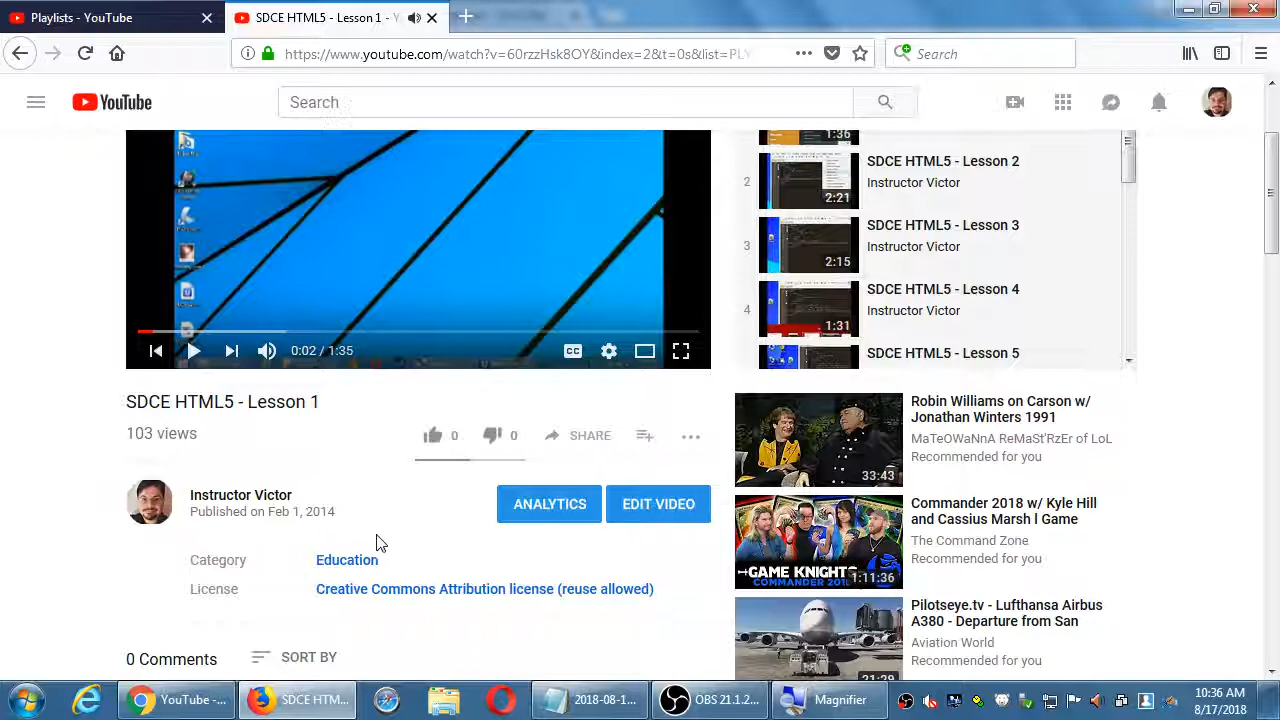 Playlists - YouTube
SDCE HTML5 - Lesson 1 - Y
https://www.youtube.com/watch?v=60rzzHsk8OY&index=2&t=0s&list=PLY
Search
YouTube
Search
1:36
2
2:21
SDCE HTML5 - Lesson 2
Instructor Victor
3
2:15
SDCE HTML5 - Lesson 3
Instructor Victor
4
1:31
SDCE HTML5 - Lesson 4
Instructor Victor
SDCE HTML5 - Lesson 5
0:02 / 1:35
CC
SDCE HTML5 - Lesson 1
103 views
0
0
SHARE
Instructor Victor
Published on Feb 1, 2014
ANALYTICS
EDIT VIDEO
Category
Education
License
Creative Commons Attribution license (reuse allowed)
0 Comments
SORT BY
Robin Williams on Carson w/
Jonathan Winters 1991
MaTeOWaNnA ReMaSt'RzEr of LoL
Recommended for you
33:43
Commander 2018 w/ Kyle Hill
and Cassius Marsh l Game
The Command Zone
Recommended for you
GAME KNIGHTS
COMMANDER 201
1:11:36
Pilotseye.tv - Lufthansa Airbus
A380 - Departure from San
Aviation World
Recommended for you
21:29
YouTube -...
SDCE HTM...
2018-08-1...
OBS 21.1.2...
Magnifier
10:36 AM
8/17/2018